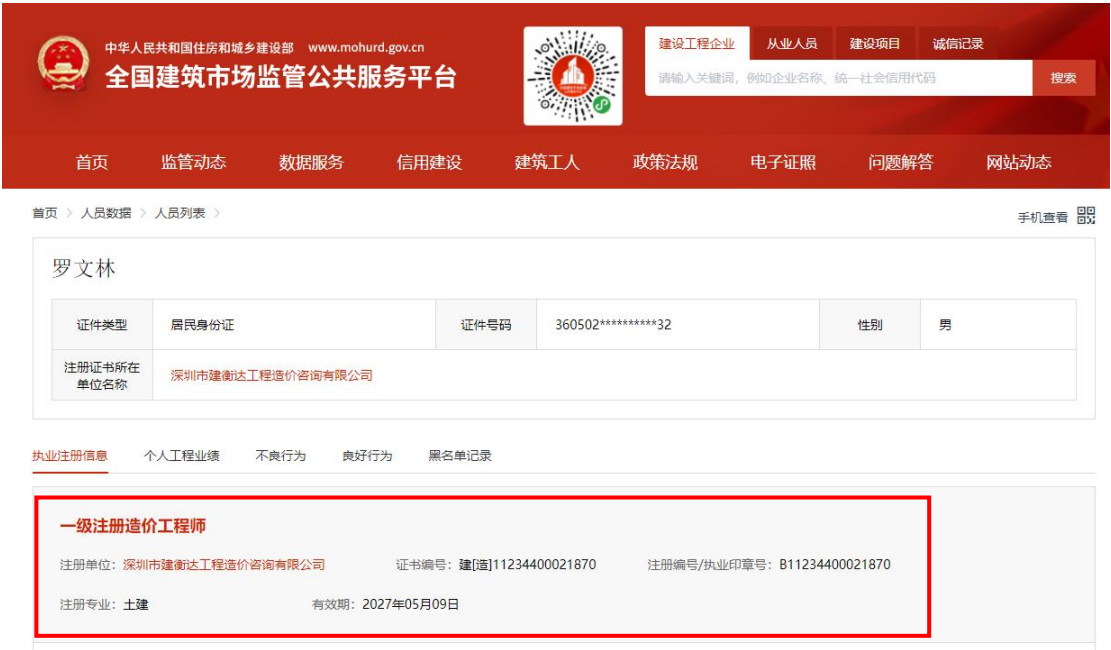 中华人民共和国住房和城乡建设部 www.mohurd.gov.cn
全国建筑市场监管公共服务平台
建设工程企业 从业人员 建设项目 诚信记录
请输入关键词，例如企业名称、统一社会信用代码 搜索
首页 监管动态 数据服务 信用建设 建筑工人 政策法规 电子证照 问题解答 网站动态
首页 > 人员数据 > 人员列表 >
手机查看
罗文林
证件类型 居民身份证 证件号码 360502**********32 性别 男
注册证书所在
单位名称
深圳市建衡达工程造价咨询有限公司
执业注册信息 个人工程业绩 不良行为 良好行为 黑名单记录
一级注册造价工程师
注册单位：深圳市建衡达工程造价咨询有限公司 证书编号：建[造]11234400021870 注册编号/执业印章号：B11234400021870
注册专业：土建 有效期：2027年05月09日